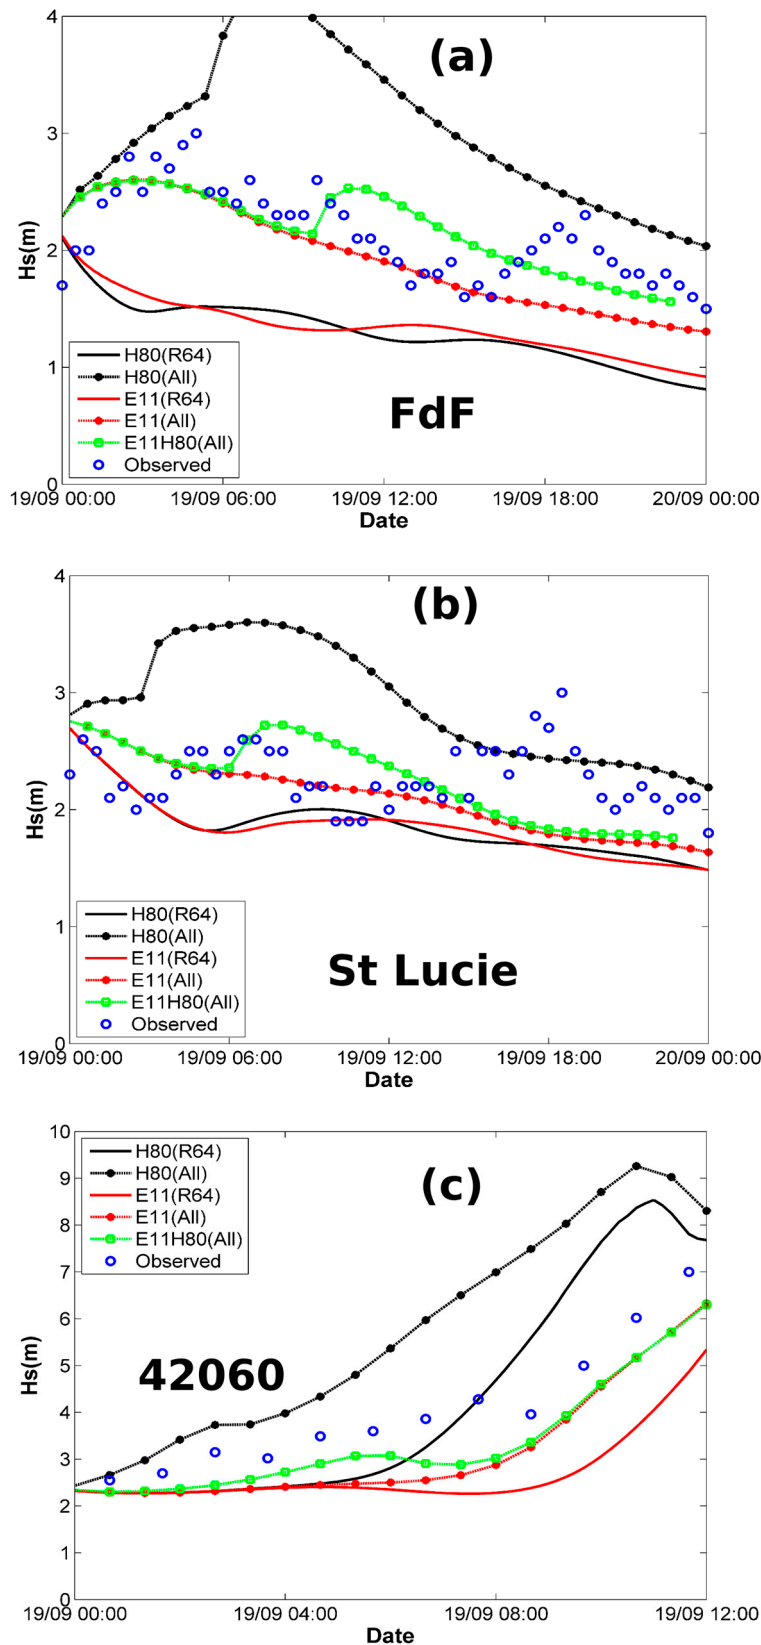 4
(a)
3
2
Hs(m)
1
0
H80(R64)
H80(All)
E11(R64)
E11(All)
E11H80(All)
Observed
FdF
19/09 00:00 19/09 06:00 19/09 12:00 19/09 18:00 20/09 00:00
Date
4
(b)
3
2
Hs(m)
1
0
H80(R64)
H80(All)
E11(R64)
E11(All)
E11H80(All)
Observed
St Lucie
19/09 00:00 19/09 06:00 19/09 12:00 19/09 18:00 20/09 00:00
Date
10
9
8
7
6
5
4
3
2
1
0
Hs(m)
H80(R64)
H80(All)
E11(R64)
E11(All)
E11H80(All)
Observed
(c)
42060
19/09 00:00 19/09 04:00 19/09 08:00 19/09 12:00
Date